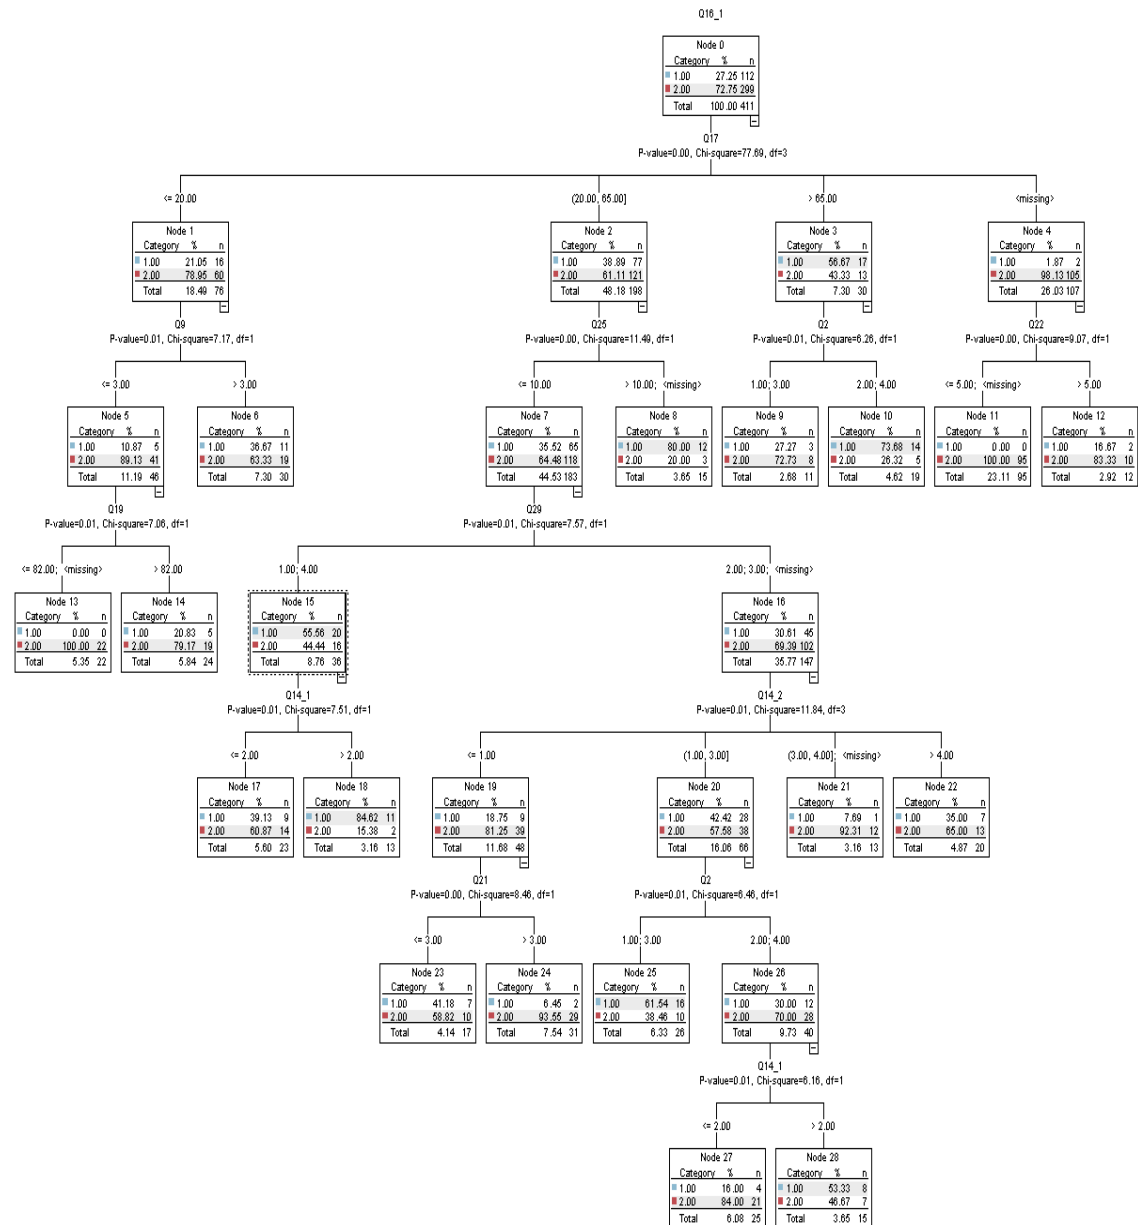 Q16_1
Node 0
Category % n
1.00 27.25 112
2.00 72.75 299
Total 100.00 411
Q17
P-value=0.00, Chi-square=77.69, df=3
<= 20.00
(20.00, 65.00]
> 65.00
<missing>
Node 1
Category % n
1.00 21.05 16
2.00 78.95 60
Total 18.49 76
Node 2
Category % n
1.00 38.89 77
2.00 61.11 121
Total 48.18 198
Node 3
Category % n
1.00 56.67 17
2.00 43.33 13
Total 7.30 30
Node 4
Category % n
1.00 1.87 2
2.00 98.13 105
Total 26.03 107
Q9
P-value=0.01, Chi-square=7.17, df=1
Q25
P-value=0.00, Chi-square=11.49, df=1
Q2
P-value=0.01, Chi-square=6.26, df=1
Q22
P-value=0.00, Chi-square=9.07, df=1
<= 3.00
> 3.00
<= 10.00
> 10.00; <missing>
1.00; 3.00
2.00; 4.00
<= 5.00; <missing>
> 5.00
Node 5
Category % n
1.00 10.87 5
2.00 89.13 41
Total 11.19 46
Node 6
Category % n
1.00 36.67 11
2.00 63.33 19
Total 7.30 30
Node 7
Category % n
1.00 35.52 65
2.00 64.48 118
Total 44.53 183
Node 8
Category % n
1.00 80.00 12
2.00 20.00 3
Total 3.65 15
Node 9
Category % n
1.00 27.27 3
2.00 72.73 8
Total 2.68 11
Node 10
Category % n
1.00 73.68 14
2.00 26.32 5
Total 4.62 19
Node 11
Category % n
1.00 0.00 0
2.00 100.00 95
Total 23.11 95
Node 12
Category % n
1.00 16.67 2
2.00 83.33 10
Total 2.92 12
Q19
P-value=0.01, Chi-square=7.06, df=1
Q29
P-value=0.01, Chi-square=7.57, df=1
<= 82.00; <missing>
> 82.00
1.00; 4.00
2.00; 3.00; <missing>
Node 13
Category % n
1.00 0.00 0
2.00 100.00 22
Total 5.35 22
Node 14
Category % n
1.00 20.83 5
2.00 79.17 19
Total 5.84 24
Node 15
Category % n
1.00 55.56 20
2.00 44.44 16
Total 8.76 36
Node 16
Category % n
1.00 30.61 45
2.00 69.39 102
Total 35.77 147
Q14_1
P-value=0.01, Chi-square=7.51, df=1
Q14_2
P-value=0.01, Chi-square=11.84, df=3
<= 2.00
> 2.00
<= 1.00
(1.00, 3.00]
(3.00, 4.00]; <missing>
> 4.00
Node 17
Category % n
1.00 39.13 9
2.00 60.87 14
Total 5.60 23
Node 18
Category % n
1.00 84.62 11
2.00 15.38 2
Total 3.16 13
Node 19
Category % n
1.00 18.75 9
2.00 81.25 39
Total 11.68 48
Node 20
Category % n
1.00 42.42 28
2.00 57.58 38
Total 16.06 66
Node 21
Category % n
1.00 7.69 1
2.00 92.31 12
Total 3.16 13
Node 22
Category % n
1.00 35.00 7
2.00 65.00 13
Total 4.87 20
Q21
P-value=0.00, Chi-square=8.46, df=1
Q2
P-value=0.01, Chi-square=6.46, df=1
<= 3.00
> 3.00
1.00; 3.00
2.00; 4.00
Node 23
Category % n
1.00 41.18 7
2.00 58.82 10
Total 4.14 17
Node 24
Category % n
1.00 6.45 2
2.00 93.55 29
Total 7.54 31
Node 25
Category % n
1.00 61.54 16
2.00 38.46 10
Total 6.33 26
Node 26
Category % n
1.00 30.00 12
2.00 70.00 28
Total 9.73 40
Q14_1
P-value=0.01, Chi-square=6.16, df=1
<= 2.00
> 2.00
Node 27
Category % n
1.00 16.00 4
2.00 84.00 21
Total 6.08 25
Node 28
Category % n
1.00 53.33 8
2.00 46.67 7
Total 3.65 15